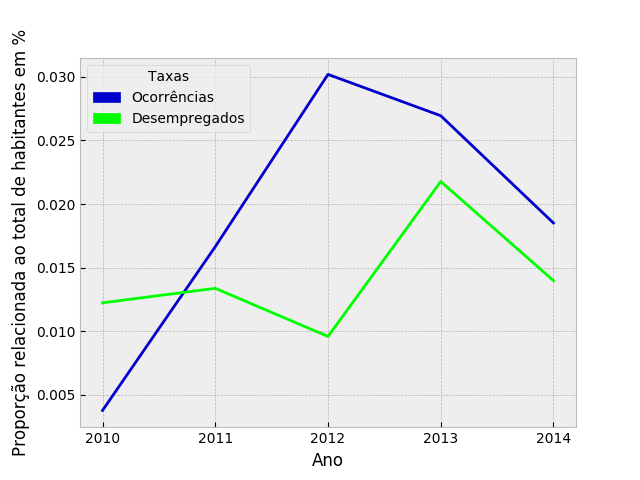 Proporção relacionada ao total de habitantes em %
0.030
0.025
0.020
0.015
0.010
0.005
Taxas
Ocorrências
Desempregados
2010 2011 2012 2013 2014
Ano